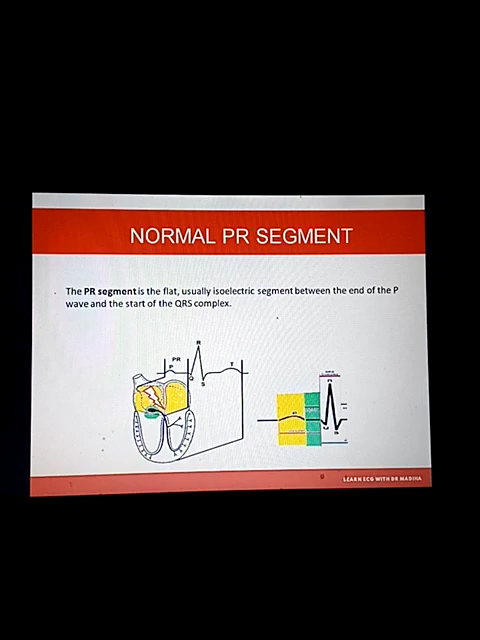 NORMAL PR SEGMENT
The PR segment is the flat, usually isoelectric segment between the end of the P
wave and the start of the QRS complex.
R
PR
P
T
Q
S
LEARN ECG WITH DR MADIHA